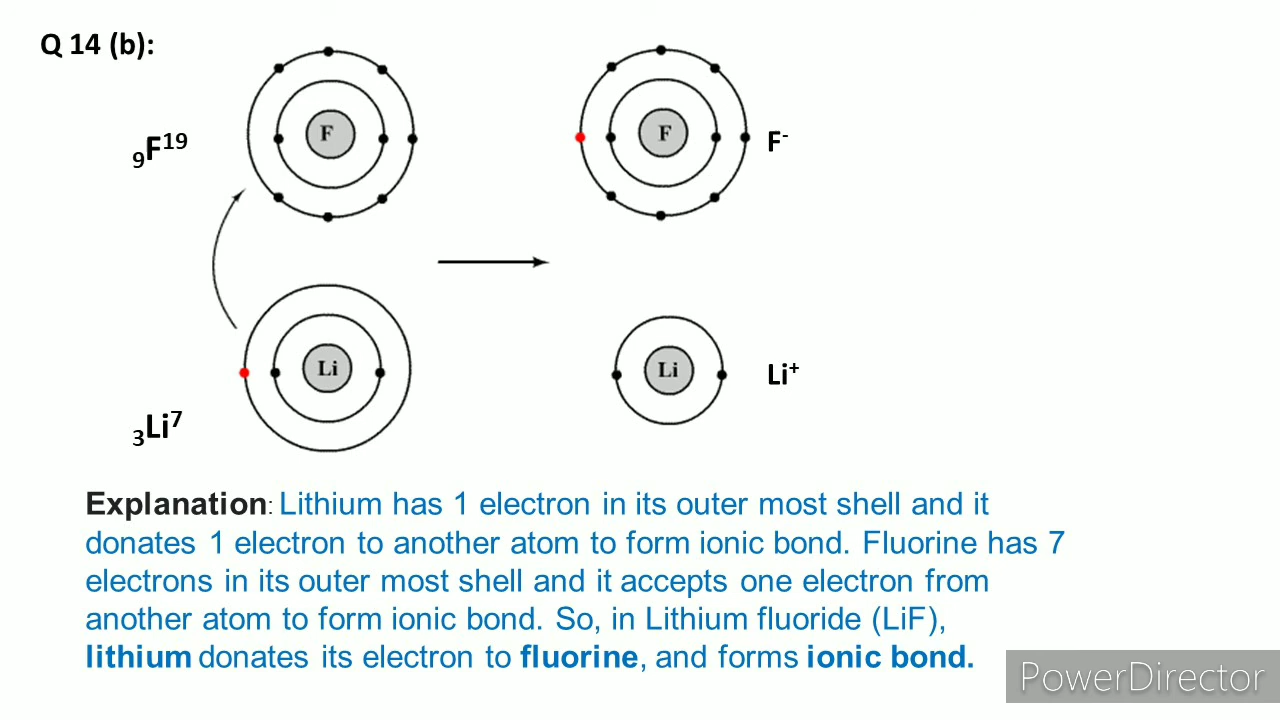 Q 14 (b):
F
F
₉F¹⁹
F⁻
Li
Li
Li⁺
₃Li⁷
Explanation: Lithium has 1 electron in its outer most shell and it
donates 1 electron to another atom to form ionic bond. Fluorine has 7
electrons in its outer most shell and it accepts one electron from
another atom to form ionic bond. So, in Lithium fluoride (LiF),
lithium donates its electron to fluorine, and forms ionic bond.
PowerDirector